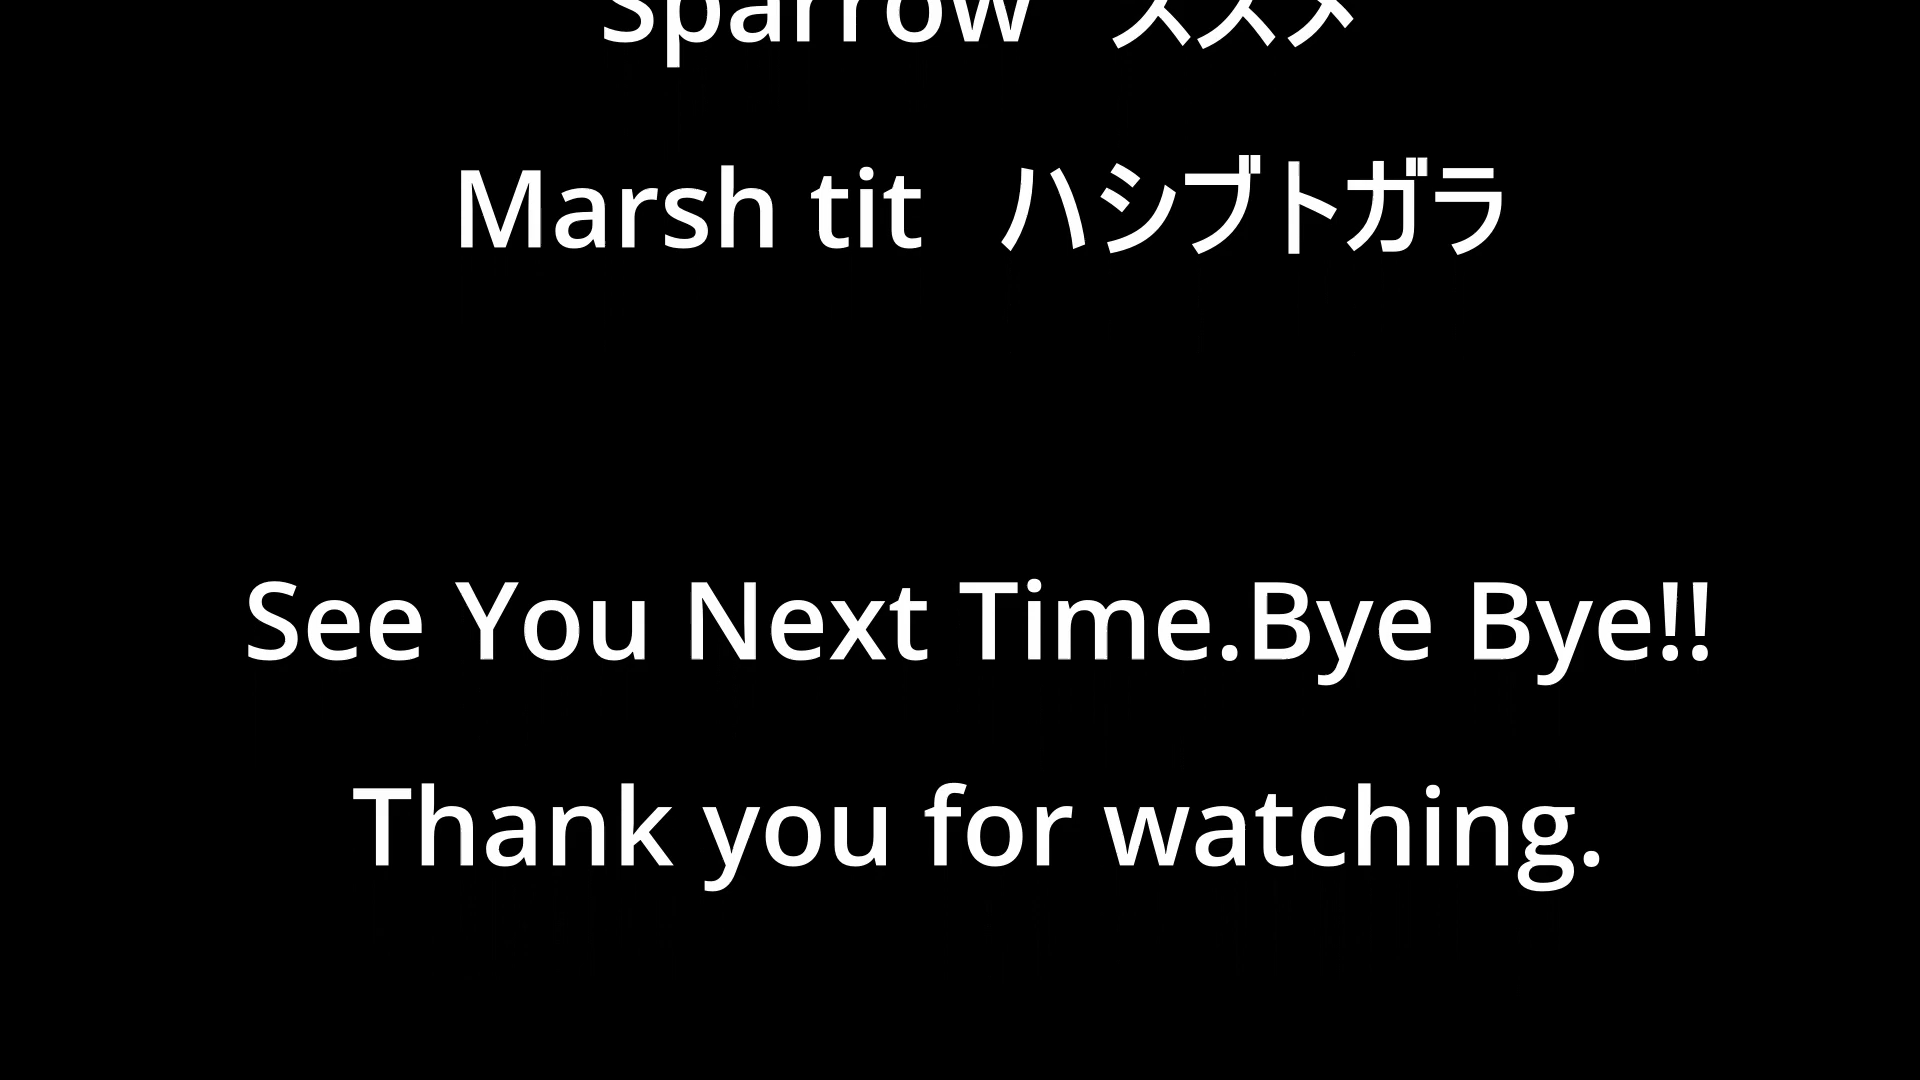 Sparrow スズメ
Marsh tit ハシブトガラ
See You Next Time.Bye Bye!!
Thank you for watching.